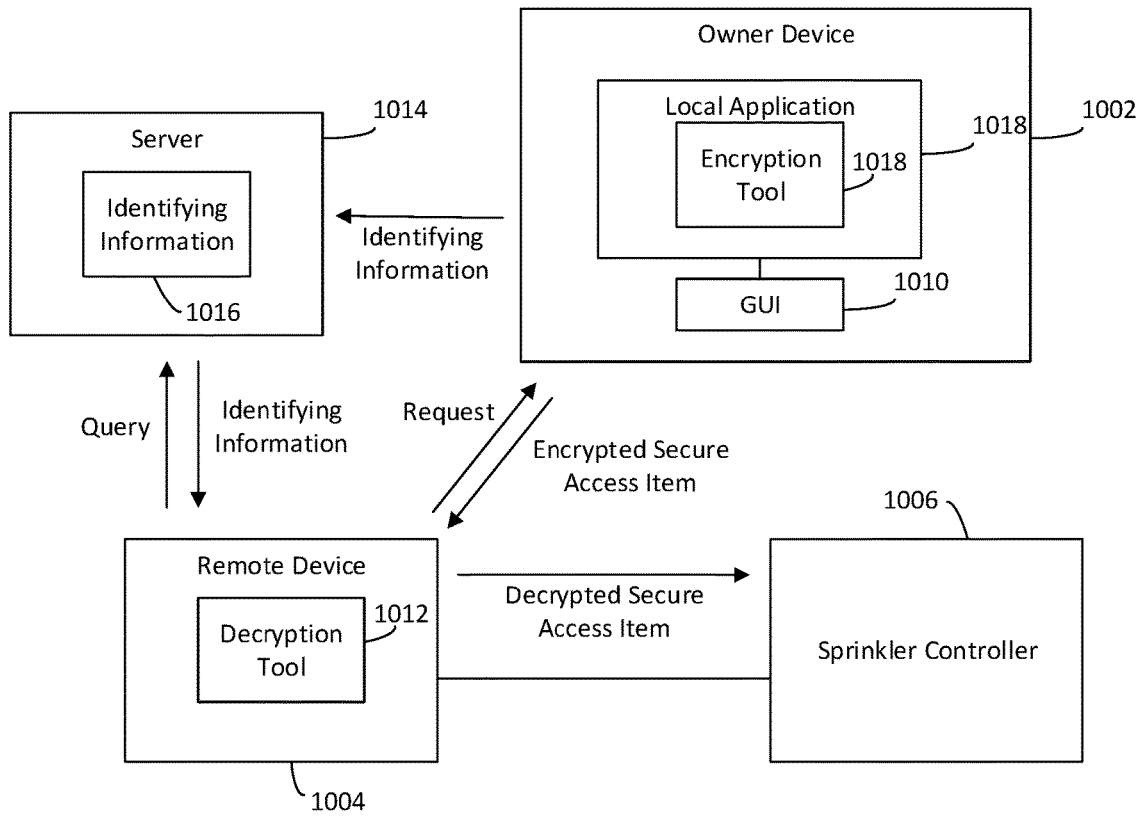 Owner Device
1002
Local Application
1018
Encryption
Tool
1018
GUI
1010
Server
1014
Identifying
Information
1016
Identifying
Information
Query
Identifying
Information
Request
Encrypted Secure
Access Item
Remote Device
Decryption
Tool
1012
1004
Decrypted Secure
Access Item
1006
Sprinkler Controller